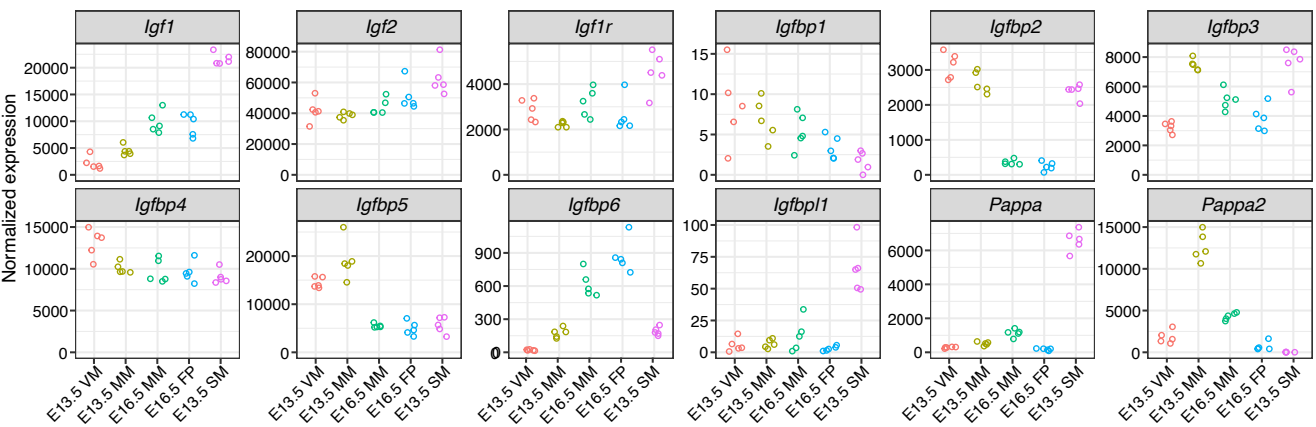 Igf1 Igf2 Igf1r Igfbp1 Igfbp2 Igfbp3
Normalized expression
20000 15000 10000 5000 0
80000 60000 40000 20000 0
4000 2000 0
15 10 5 0
3000 2000 1000 0
8000 6000 4000 2000 0
Igfbp4 Igfbp5 Igfbp6 Igfbpl1 Pappa Pappa2
15000 10000 5000 0
20000 10000 0
900 600 300 0
100 75 50 25 0
6000 4000 2000 0
15000 10000 5000 0
E13.5 VM E13.5 MM E16.5 MM E16.5 FP E13.5 SM
E13.5 VM E13.5 MM E16.5 MM E16.5 FP E13.5 SM
E13.5 VM E13.5 MM E16.5 MM E16.5 FP E13.5 SM
E13.5 VM E13.5 MM E16.5 MM E16.5 FP E13.5 SM
E13.5 VM E13.5 MM E16.5 MM E16.5 FP E13.5 SM
E13.5 VM E13.5 MM E16.5 MM E16.5 FP E13.5 SM